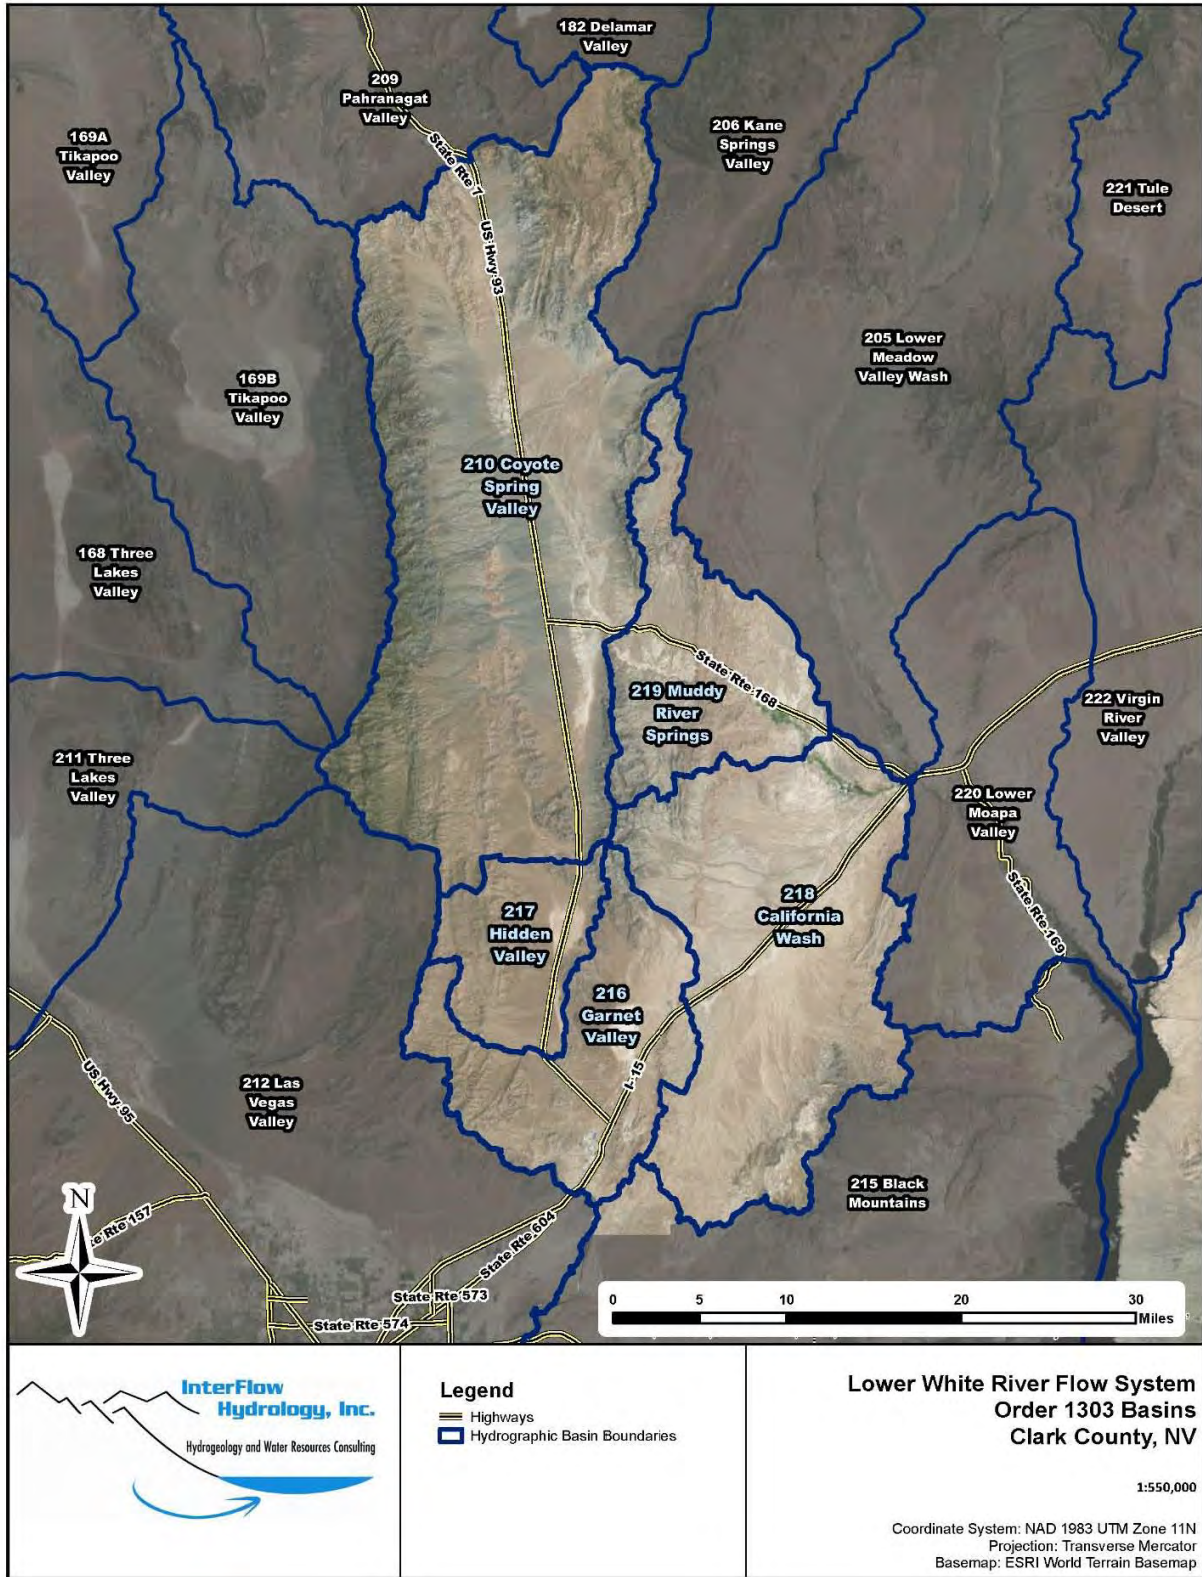 182 Delamar
Valley
209
Pahranagat
Valley
169A
Tikapoo
Valley
206 Kane
Springs
Valley
State Rte 7
221 Tule
Desert
US Hwy 93
205 Lower
Meadow
Valley Wash
169B
Tikapoo
Valley
210 Coyote
Spring
Valley
168 Three
Lakes
Valley
State Rte 168
219 Muddy
River
Springs
222 Virgin
River
Valley
211 Three
Lakes
Valley
220 Lower
Moapa
Valley
218
California
Wash
217
Hidden
Valley
State Rte 169
216
Garnet
Valley
I- 15
US Hwy 95
212 Las
Vegas
Valley
215 Black
Mountains
N
te Rte 157
State Rte 604
State Rte 573
State Rte 574
0 5 10 20 30
Miles
InterFlow
Hydrology, Inc.
Hydrogeology and Water Resources Consulting
Legend
Highways
Hydrographic Basin Boundaries
Lower White River Flow System
Order 1303 Basins
Clark County, NV
1:550,000
Coordinate System: NAD 1983 UTM Zone 11N
Projection: Transverse Mercator
Basemap: ESRI World Terrain Basemap